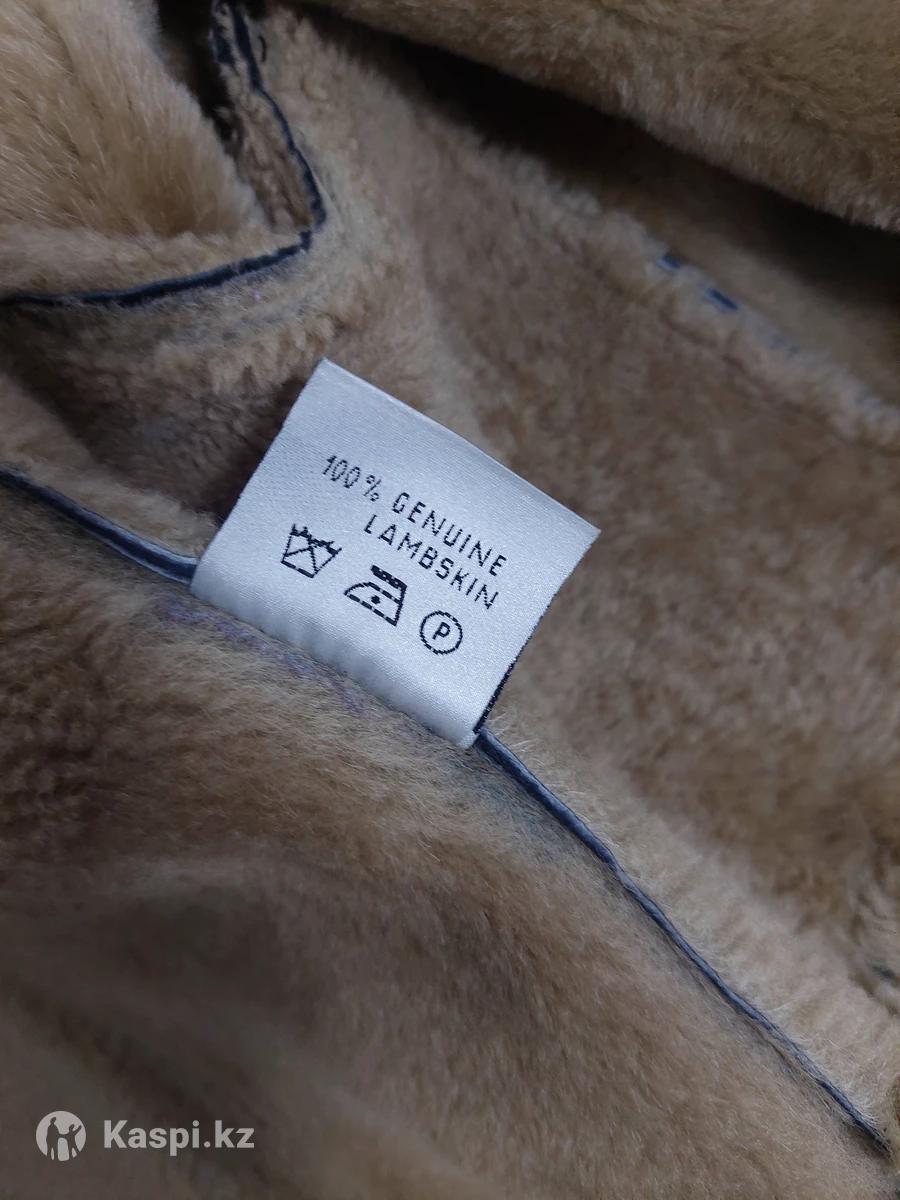 100% GENUINE
LAMBSKIN
P
Kaspi.kz